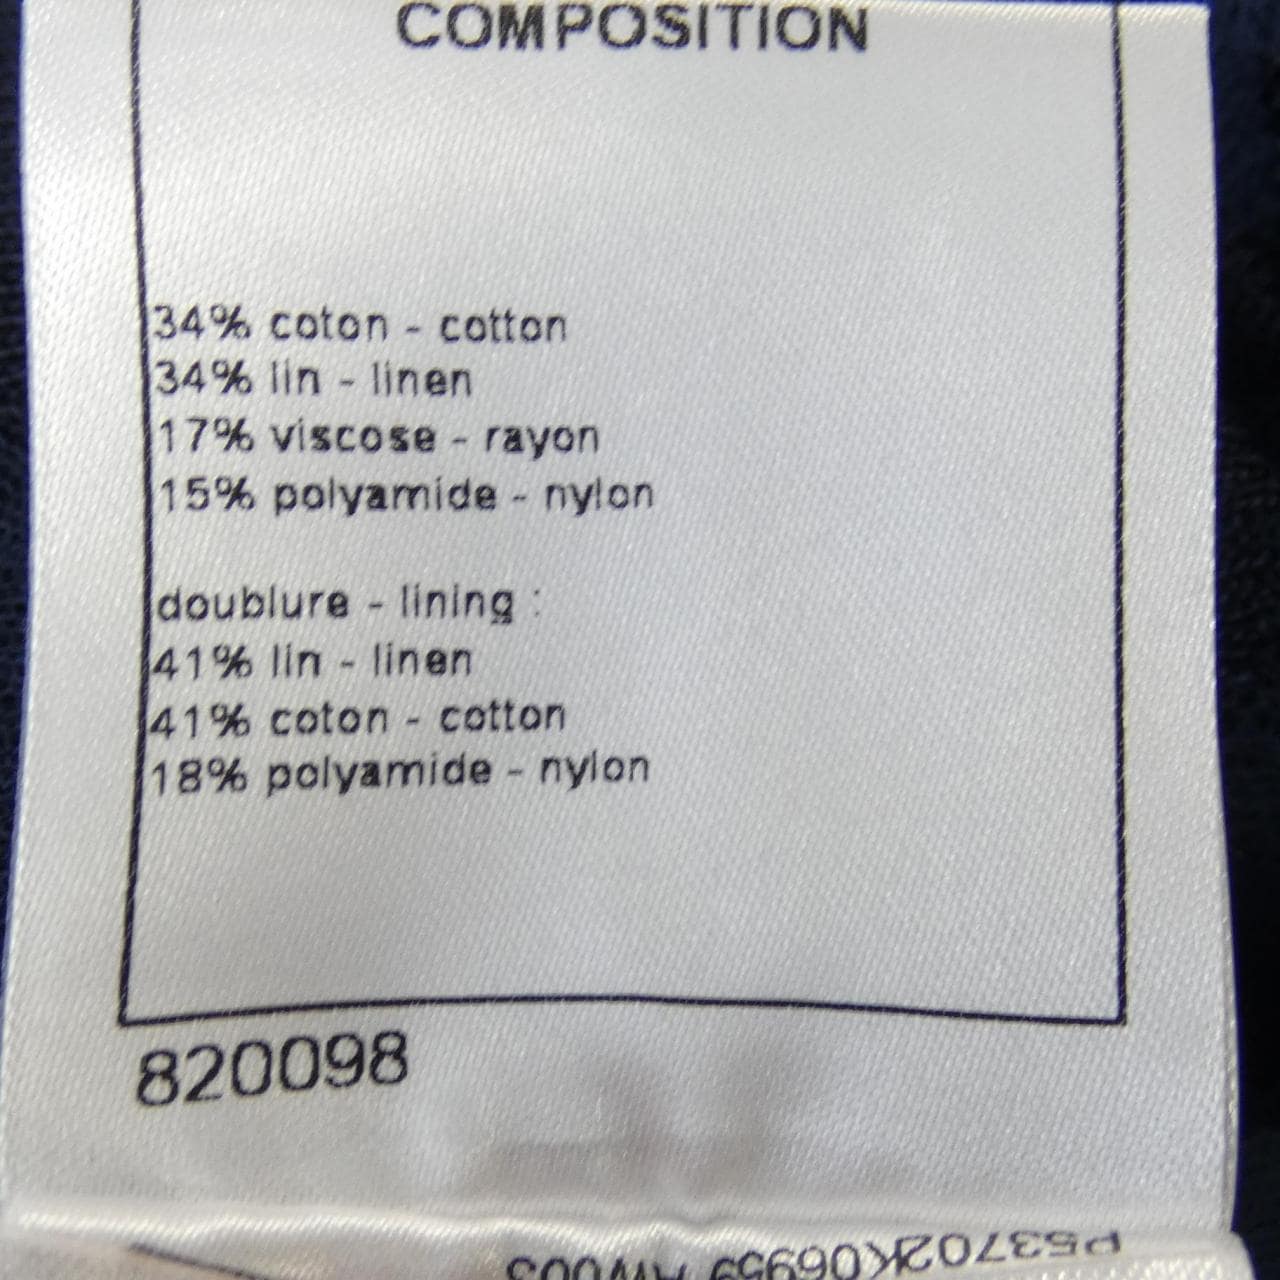 COMPOSITION
34% coton - cotton
34% lin - linen
17% viscose - rayon
15% polyamide - nylon
doublure - lining :
41% lin - linen
41% coton - cotton
18% polyamide - nylon
820098
P53702K06959